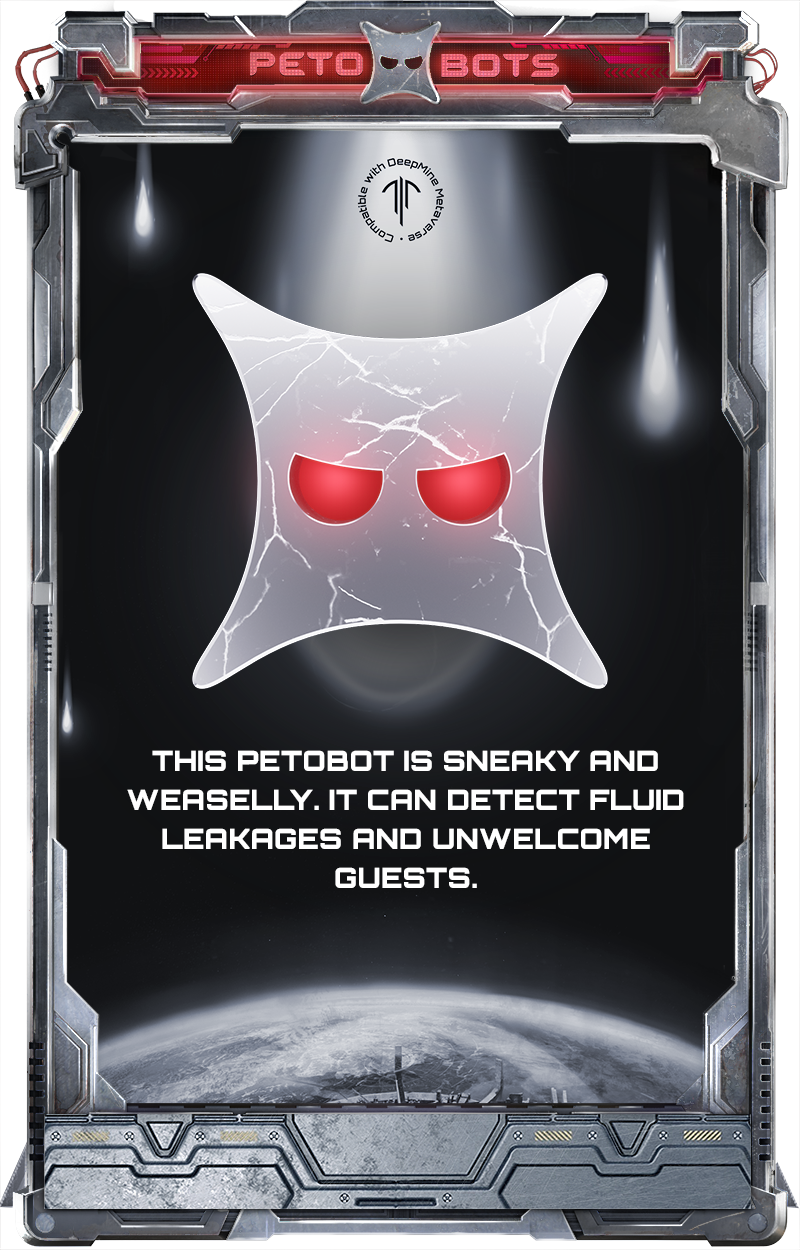 PETO BOTS
Compatible with DeepMine Metaverse •
THIS PETOBOT IS SNEAKY AND
WEASELLY. IT CAN DETECT FLUID
LEAKAGES AND UNWELCOME
GUESTS.